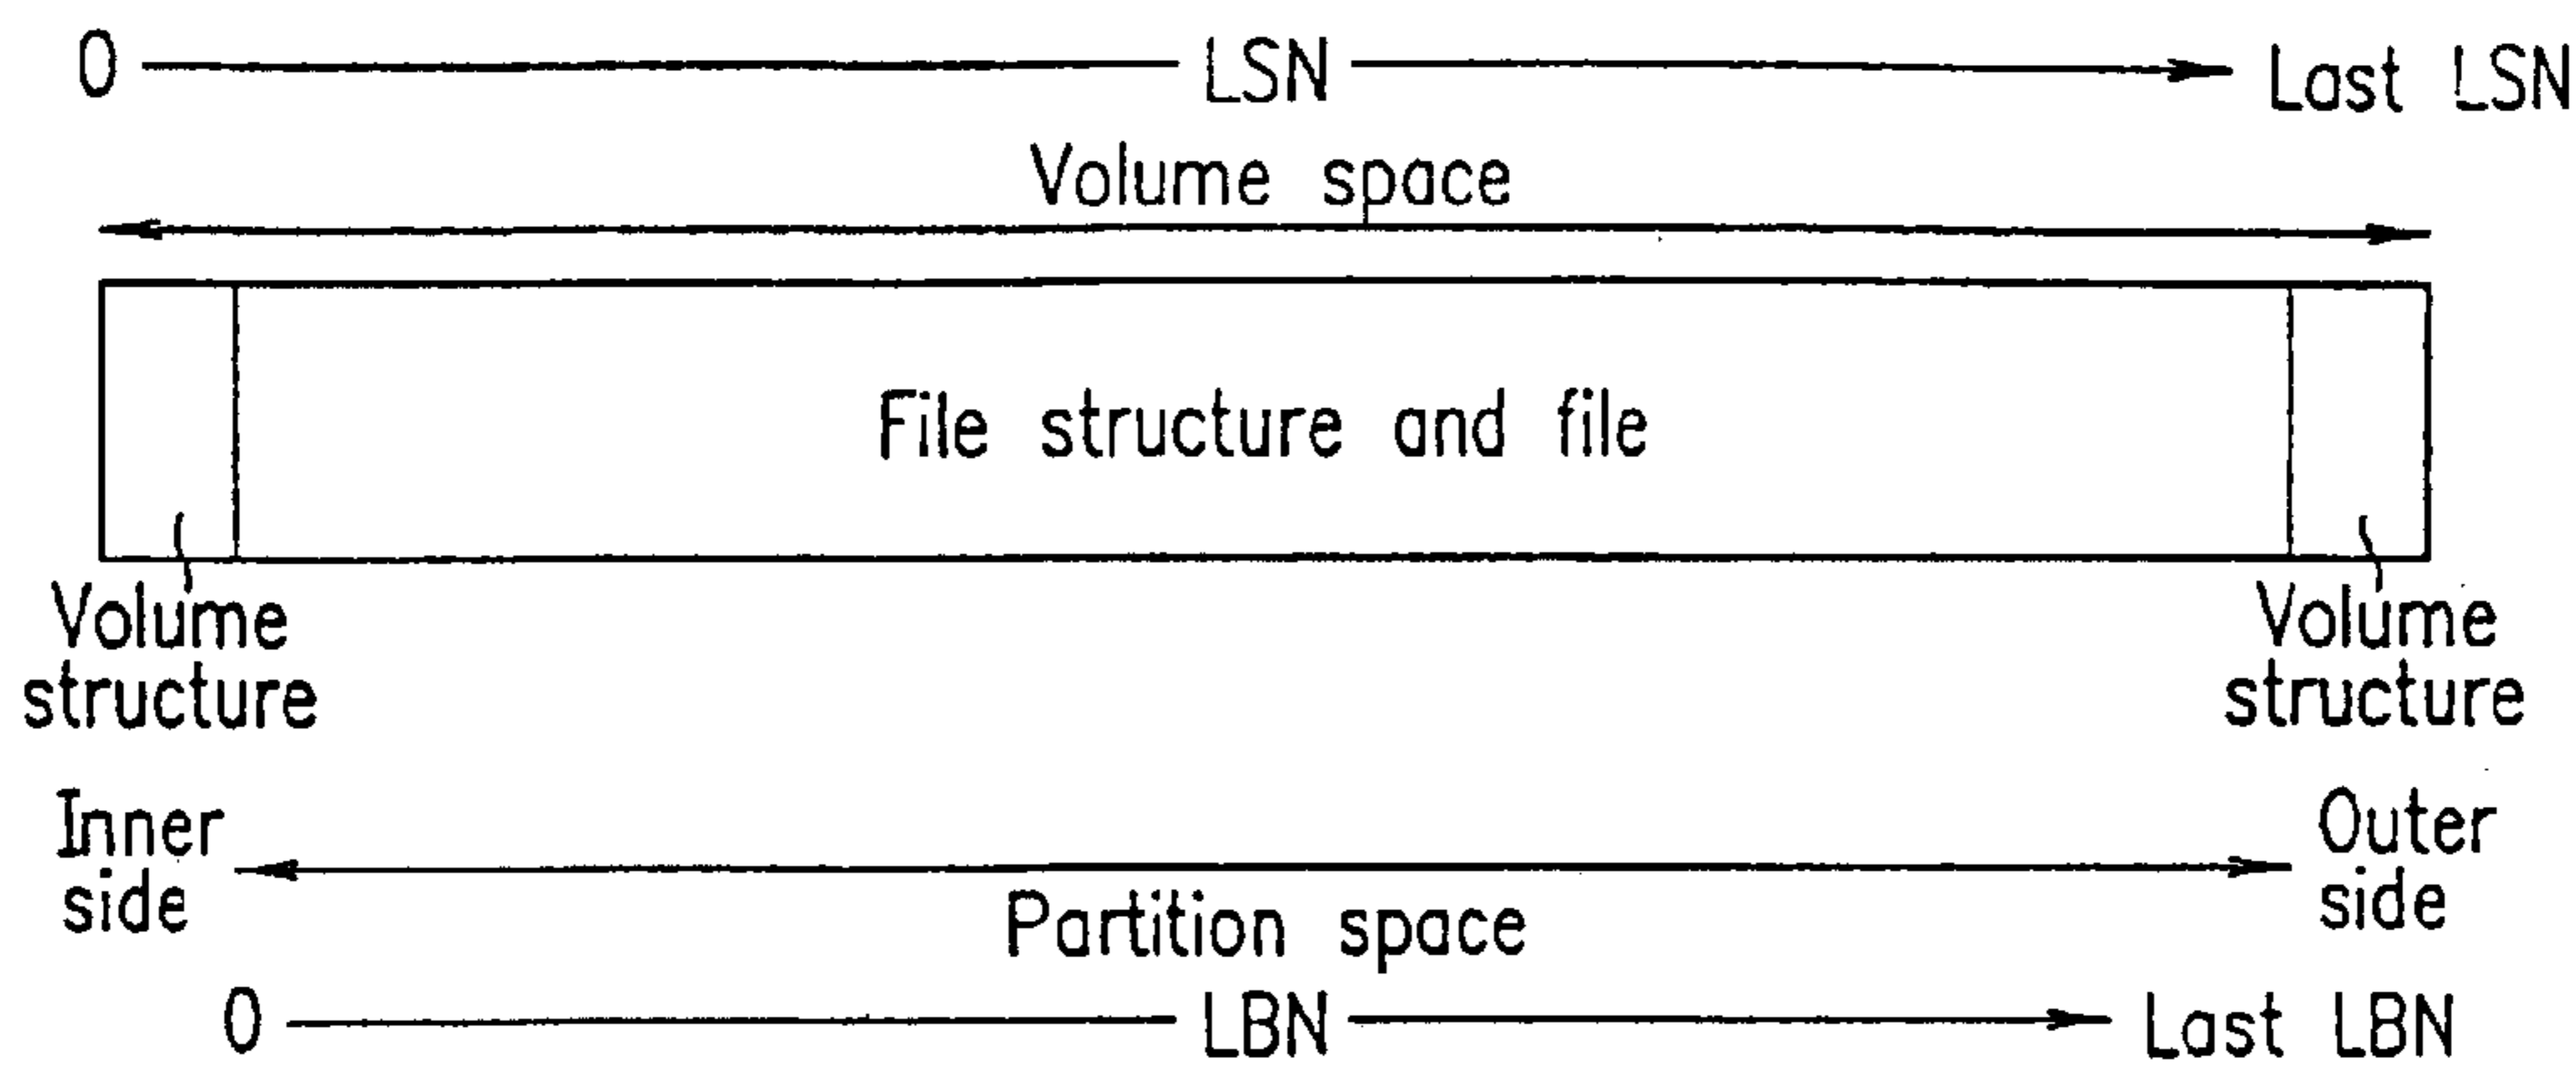 0 LSN Last LSN
Volume space
File structure and file
Volume
structure
Volume
structure
Inner
side
Outer
side
Partition space
0 LBN Last LBN